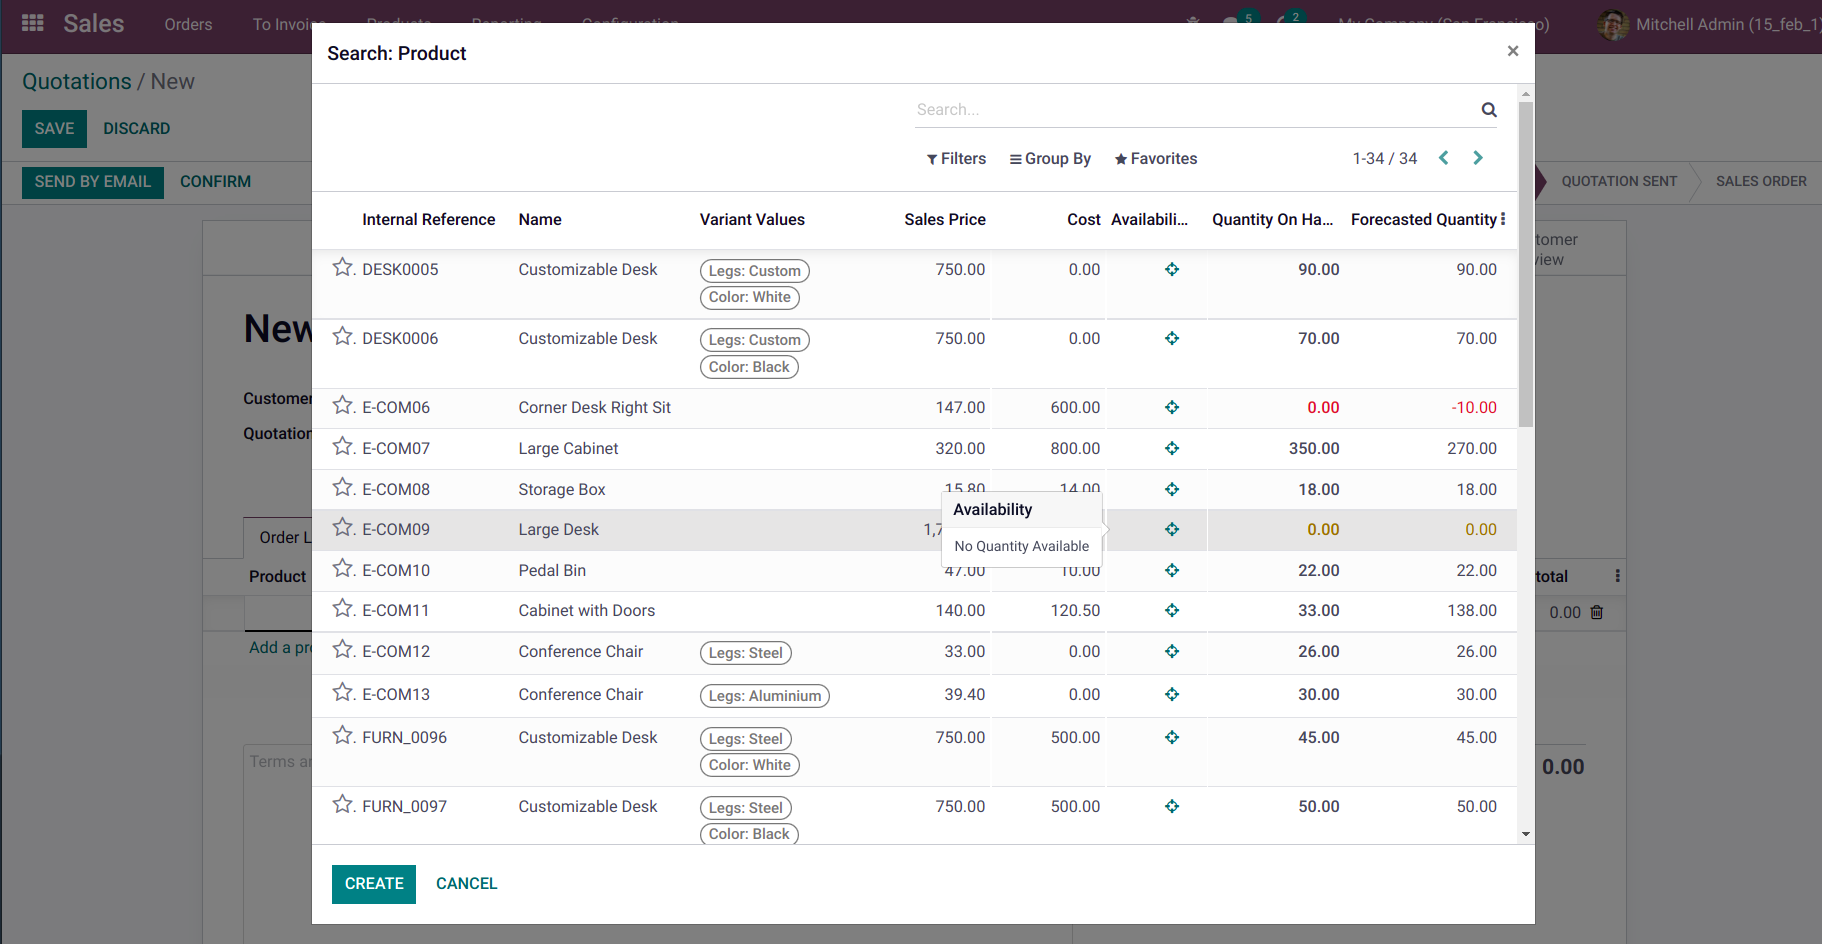 Sales Orders 5 2 Mitchell Admin (15_feb_1)
Search: Product ×
Quotations / New
Search...
SAVE DISCARD
Filters Group By Favorites 1-34 / 34
SEND BY EMAIL CONFIRM QUOTATION SENT SALES ORDER
Internal Reference Name Variant Values Sales Price Cost Availabili... Quantity On Ha... Forecasted Quantity
DESK0005 Customizable Desk Legs: Custom 750.00 0.00 90.00 90.00
Color: White
New
DESK0006 Customizable Desk Legs: Custom 750.00 0.00 70.00 70.00
Color: Black
Customer
E-COM06 Corner Desk Right Sit 147.00 600.00 0.00 -10.00
Quotation
E-COM07 Large Cabinet 320.00 800.00 350.00 270.00
E-COM08 Storage Box 15.80 14.00 18.00 18.00
Availability
E-COM09 Large Desk 1,7 0.00 0.00
Order L
No Quantity Available
E-COM10 Pedal Bin 47.00 10.00 22.00 22.00
Product total
E-COM11 Cabinet with Doors 140.00 120.50 33.00 138.00
0.00
Add a pr
E-COM12 Conference Chair Legs: Steel 33.00 0.00 26.00 26.00
E-COM13 Conference Chair Legs: Aluminium 39.40 0.00 30.00 30.00
FURN_0096 Customizable Desk Legs: Steel 750.00 500.00 45.00 45.00
Color: White
Terms a 0.00
FURN_0097 Customizable Desk Legs: Steel 750.00 500.00 50.00 50.00
Color: Black
CREATE CANCEL